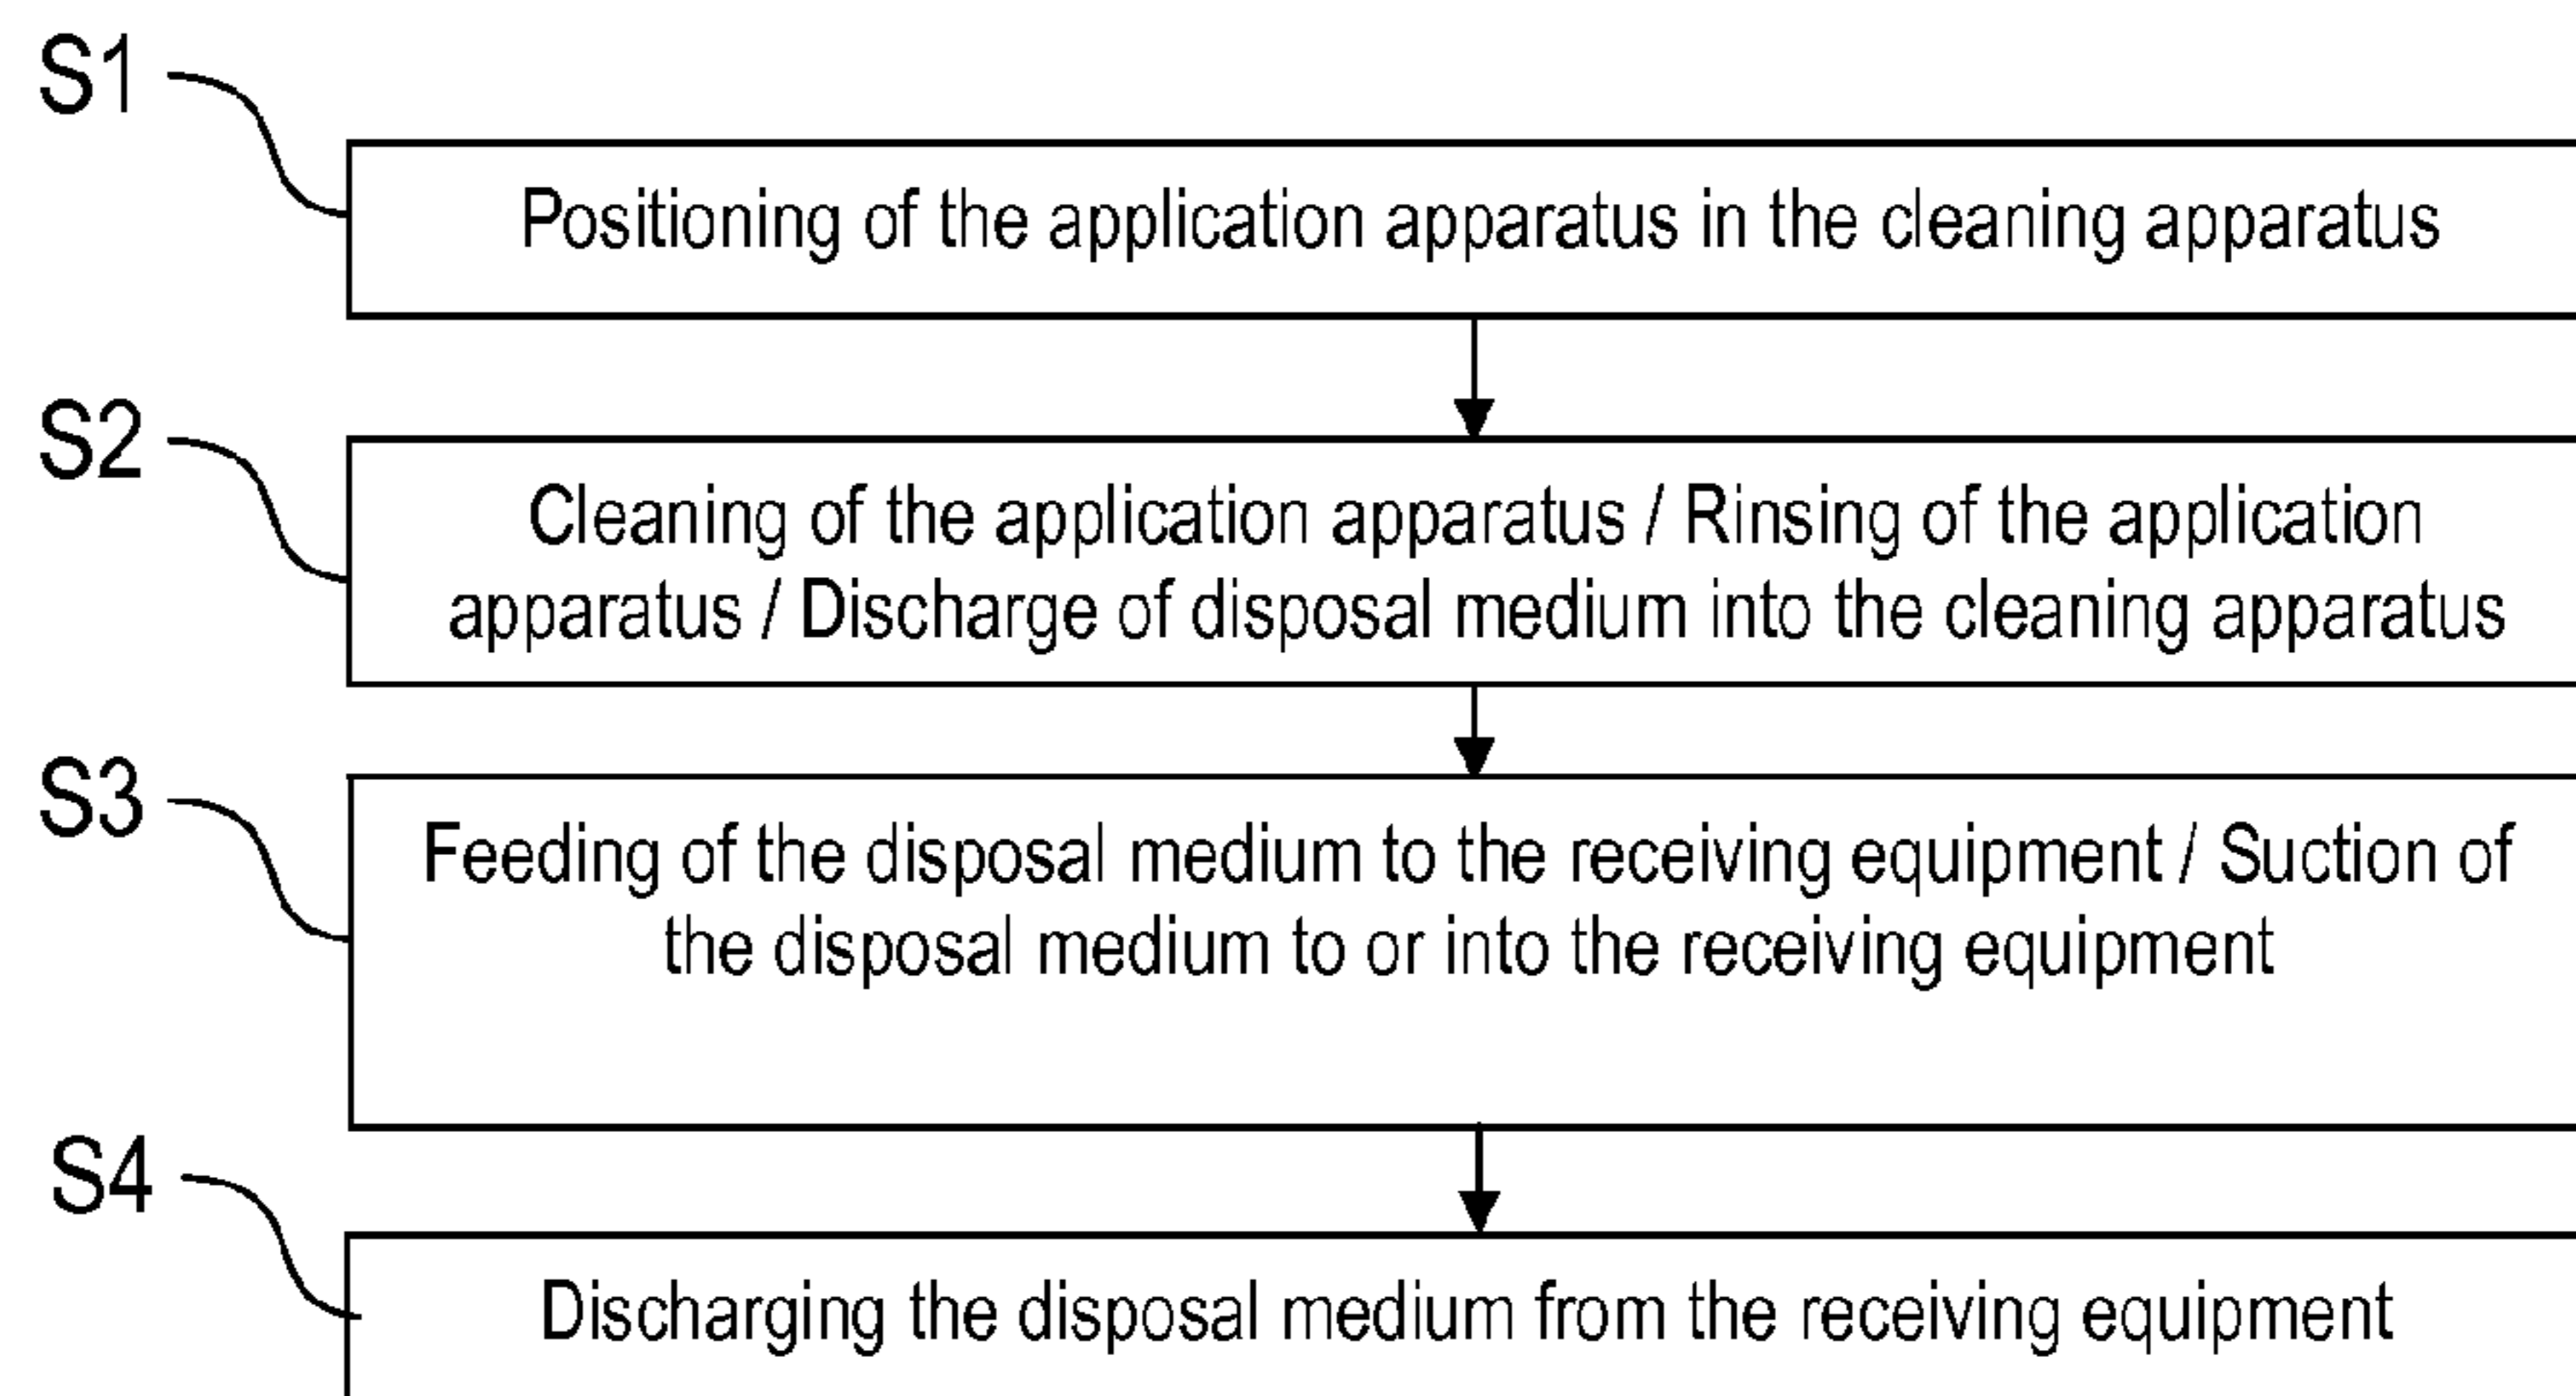 S1
Positioning of the application apparatus in the cleaning apparatus
S2
Cleaning of the application apparatus / Rinsing of the application
apparatus / Discharge of disposal medium into the cleaning apparatus
S3
Feeding of the disposal medium to the receiving equipment / Suction of
the disposal medium to or into the receiving equipment
S4
Discharging the disposal medium from the receiving equipment